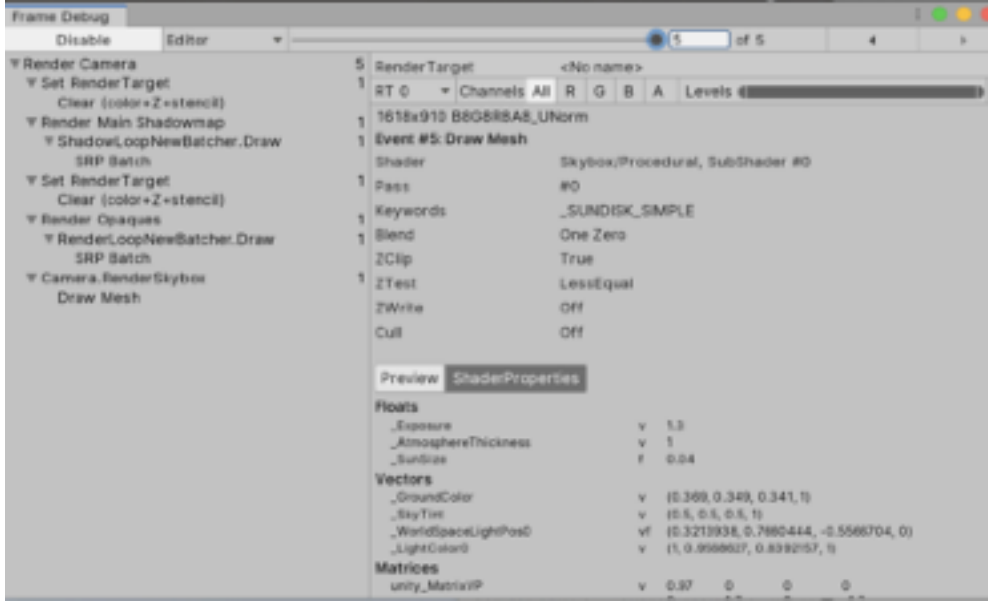 Frame Debug
Disable Editor 5 of 5
Render Camera 5
Set RenderTarget 1
Clear (color+Z+stencil)
Render Main Shadowmap 1
ShadowLoopNewBatcher.Draw 1
SRP Batch
Set RenderTarget 1
Clear (color+Z+stencil)
Render Opaques 1
RenderLoopNewBatcher.Draw 1
SRP Batch
Camera.RenderSkybox 1
Draw Mesh
RenderTarget <No name>
RT 0 Channels All R G B A Levels
1618x910 B8G8R8A8_UNorm
Event #5: Draw Mesh
Shader Skybox/Procedural, SubShader #0
Pass #0
Keywords _SUNDISK_SIMPLE
Blend One Zero
ZClip True
ZTest LessEqual
ZWrite Off
Cull Off
Preview ShaderProperties
Floats
_Exposure v 1.3
_AtmosphereThickness v 1
_SunSize f 0.04
Vectors
_GroundColor v (0.369, 0.349, 0.341, 1)
_SkyTint v (0.5, 0.5, 0.5, 1)
_WorldSpaceLightPos0 vf (0.3213938, 0.7660444, -0.5566704, 0)
_LightColor0 v
Matrices
unity_MatrixVP v 0.97 0 0 0